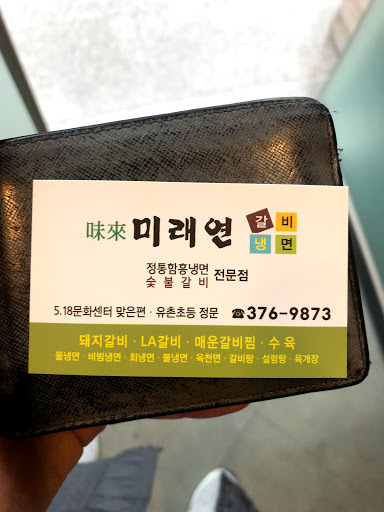 味來 미래연 갈비냉면
정통함흥냉면
숯불갈비 전문점
5.18문화센터 맞은편 · 유촌초등 정문 ☎376-9873
돼지갈비 · LA갈비 · 매운갈비찜 · 수육
물냉면 · 비빔냉면 · 회냉면 · 불냉면 · 옥천면 · 갈비탕 · 설렁탕 · 육개장